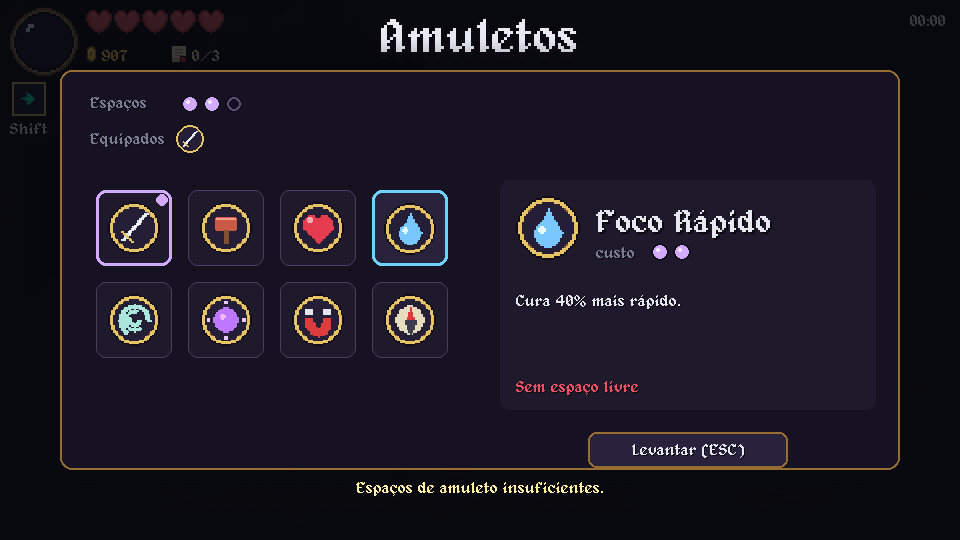 Amuletos
00:00
907
0/3
Espaços
Shift
Equipados
Foco Rápido
custo
Cura 40% mais rápido.
Sem espaço livre
Levantar (ESC)
Espaços de amuleto insuficientes.